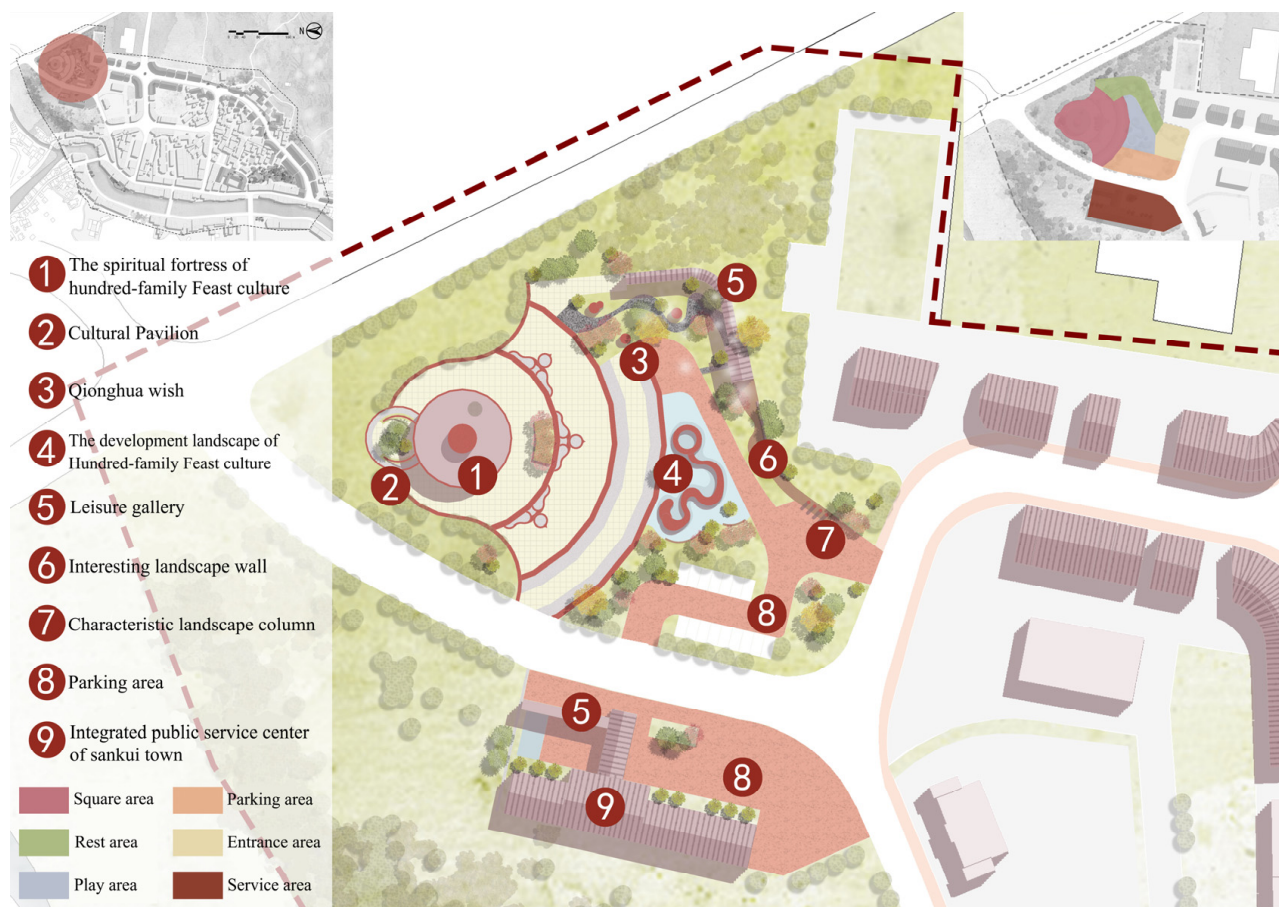 N
1
The spiritual fortress of
hundred-family Feast culture
2
Cultural Pavilion
3
Qionghua wish
4
The development landscape of
Hundred-family Feast culture
5
Leisure gallery
6
Interesting landscape wall
7
Characteristic landscape column
8
Parking area
9
Integrated public service center
of sankui town
Square area
Parking area
Rest area
Entrance area
Play area
Service area
5
3
6
4
1
2
7
8
5
8
9